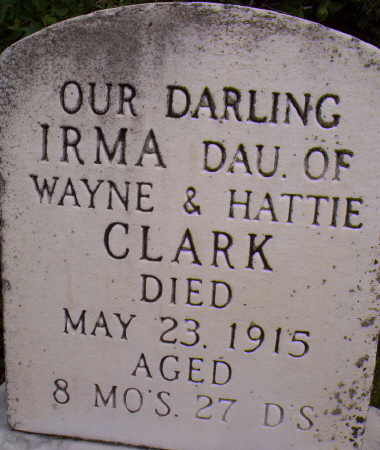 OUR DARLING
IRMA DAU. OF
WAYNE & HATTIE
CLARK
DIED
MAY 23, 1915
AGED
8 MO'S. 27 D'S